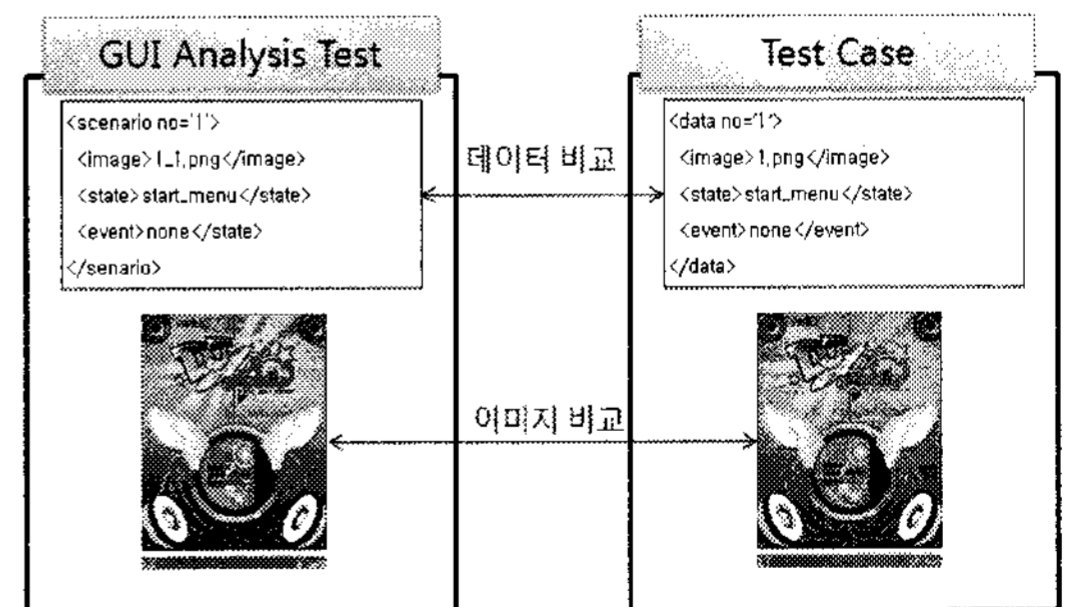 GUI Analysis Test
<scenario no='1'>
<image>1_1.png</image>
<state>start_menu</state>
<event>none</state>
</senario>
데이터 비교
이미지 비교
Test Case
<data no='1'>
<image>1.png</image>
<state>start_menu</state>
<event>none</event>
</data>